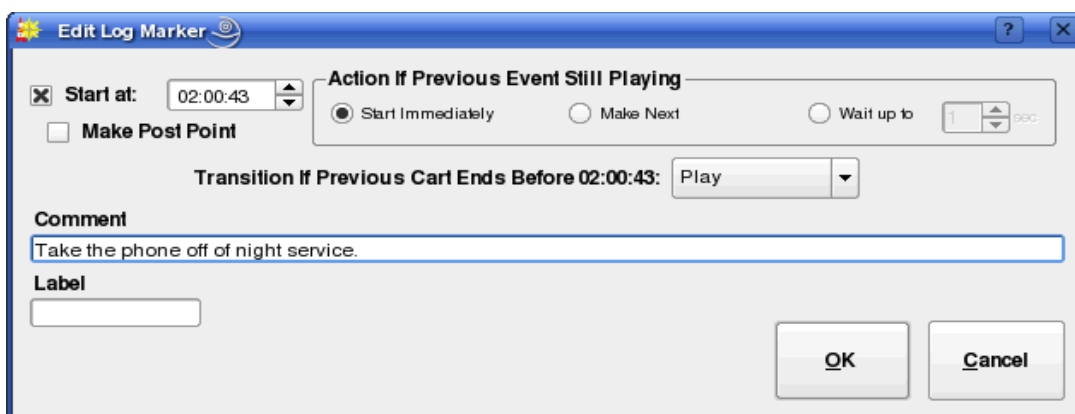 Edit Log Marker
?
Start at: 02:00:43
Action If Previous Event Still Playing
Start Immediately Make Next Wait up to 1 sec
Make Post Point
Transition If Previous Cart Ends Before 02:00:43: Play
Comment
Take the phone off of night service.
Label
OK Cancel